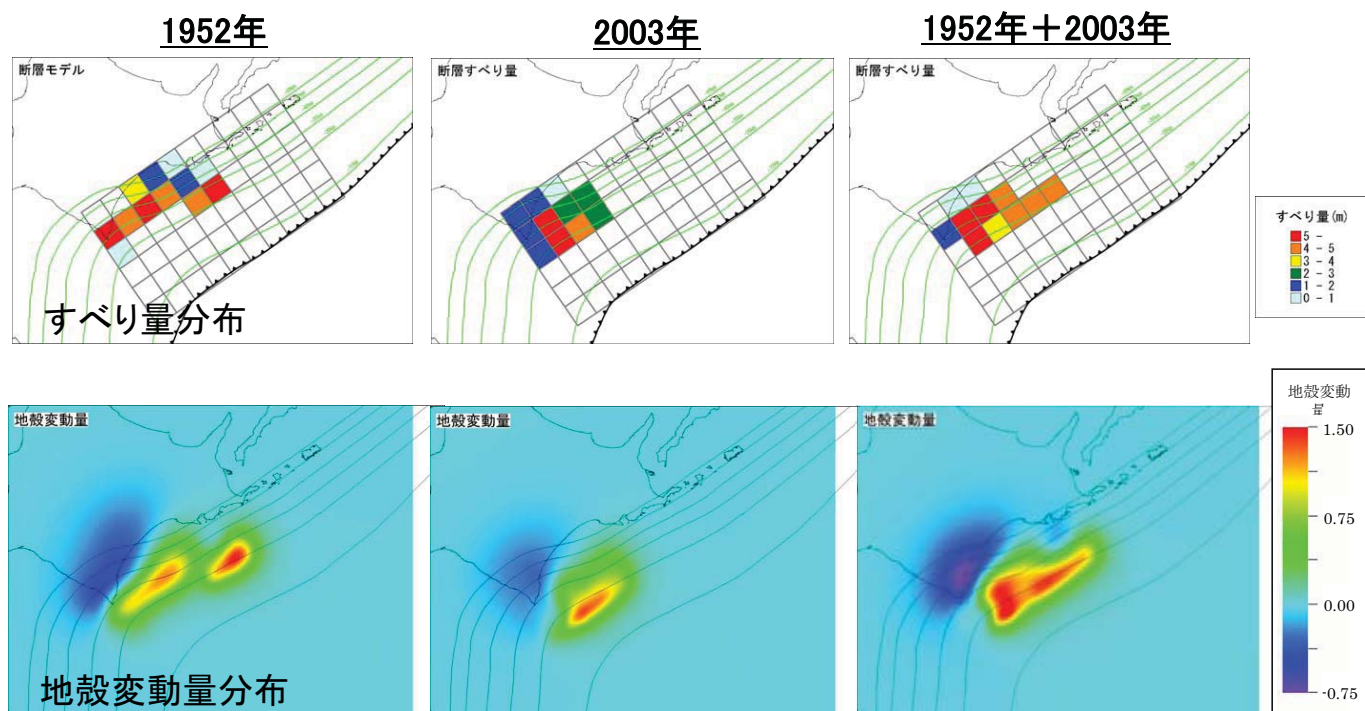 1952年
2003年
1952年＋2003年
断層モデル
断層すべり量
断層すべり量
すべり量(m)
5 -
4 - 5
3 - 4
2 - 3
1 - 2
0 - 1
すべり量分布
地殻変動量
地殻変動量
地殻変動量
地殻変動
量
1.50
0.75
0.00
-0.75
地殻変動量分布